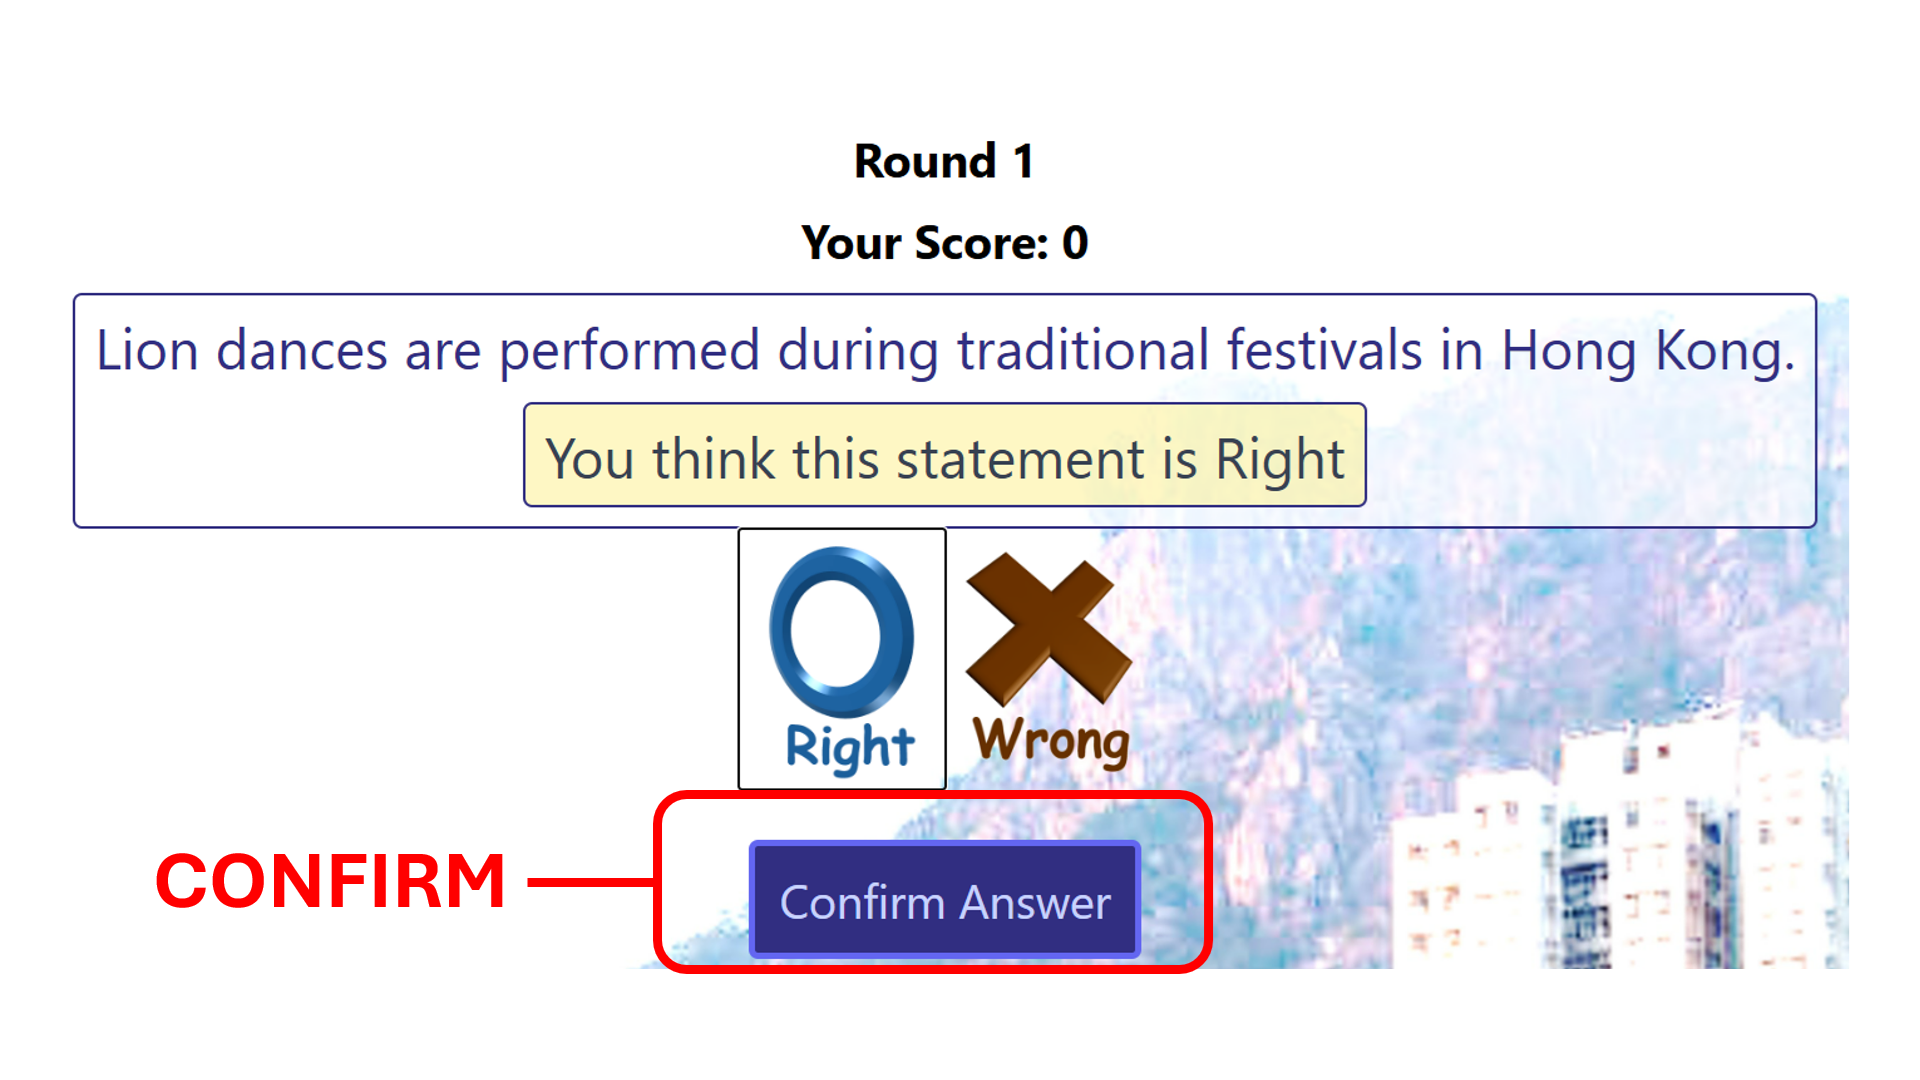 Round 1
Your Score: 0
Lion dances are performed during traditional festivals in Hong Kong.
You think this statement is Right
Right
Wrong
CONFIRM
Confirm Answer